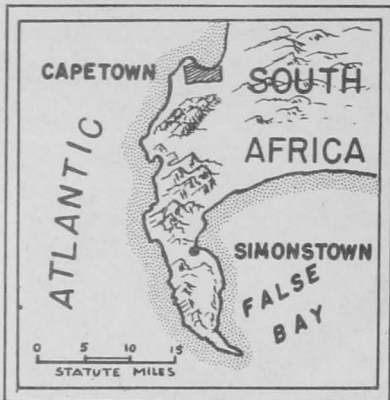 CAPETOWN
SOUTH
AFRICA
ATLANTIC
SIMONSTOWN
FALSE
BAY
0 5 10 15
STATUTE MILES